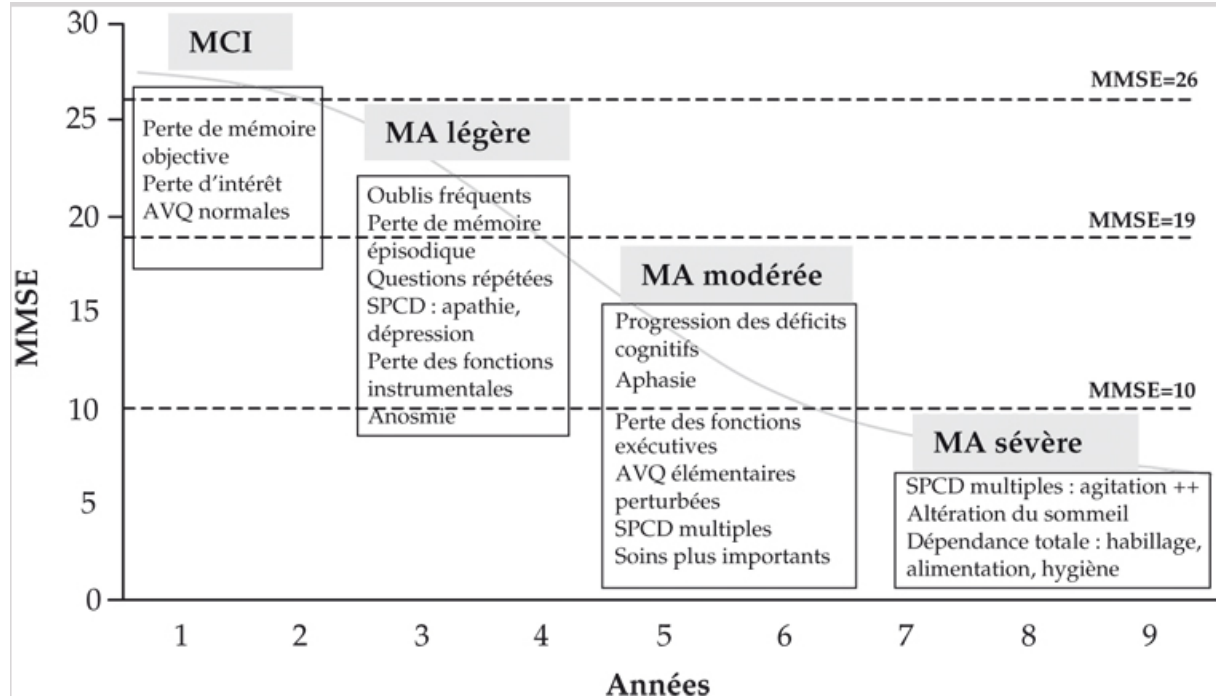 30
MCI
MMSE=26
25
Perte de mémoire
objective
Perte d'intérêt
AVQ normales
MA légère
Oublis fréquents
Perte de mémoire
épisodique
Questions répétées
SPCD : apathie,
dépression
Perte des fonctions
instrumentales
Anosmie
20
MMSE=19
MA modérée
Progression des déficits
cognitifs
Aphasie
Perte des fonctions
exécutives
AVQ élémentaires
perturbées
SPCD multiples
Soins plus importants
15
MMSE
MMSE=10
10
MA sévère
SPCD multiples : agitation ++
Altération du sommeil
Dépendance totale : habillage,
alimentation, hygiène
5
0
1 2 3 4 5 6 7 8 9
Années